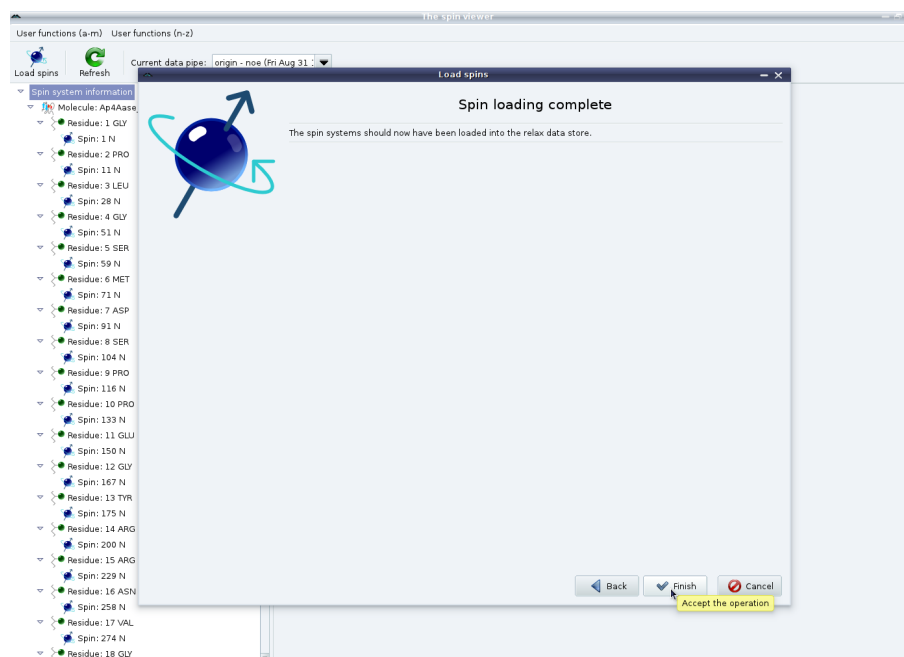 The spin viewer
User functions (a-m) User functions (n-z)
Load spins
Refresh
Current data pipe:
origin - noe (Fri Aug 31
Load spins
Spin system information
Molecule: Ap4Aase
Residue: 1 GLY
Spin: 1 N
Residue: 2 PRO
Spin: 11 N
Residue: 3 LEU
Spin: 28 N
Residue: 4 GLY
Spin: 51 N
Residue: 5 SER
Spin: 59 N
Residue: 6 MET
Spin: 71 N
Residue: 7 ASP
Spin: 91 N
Residue: 8 SER
Spin: 104 N
Residue: 9 PRO
Spin: 116 N
Residue: 10 PRO
Spin: 133 N
Residue: 11 GLU
Spin: 150 N
Residue: 12 GLY
Spin: 167 N
Residue: 13 TYR
Spin: 175 N
Residue: 14 ARG
Spin: 200 N
Residue: 15 ARG
Spin: 229 N
Residue: 16 ASN
Spin: 258 N
Residue: 17 VAL
Spin: 274 N
Residue: 18 GLY
Spin loading complete
The spin systems should now have been loaded into the relax data store.
Back
Finish
Cancel
Accept the operation